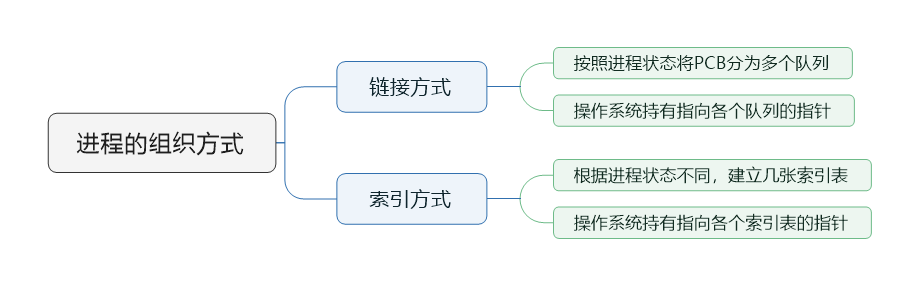 进程的组织方式
链接方式
按照进程状态将PCB分为多个队列
操作系统持有指向各个队列的指针
索引方式
根据进程状态不同，建立几张索引表
操作系统持有指向各个索引表的指针